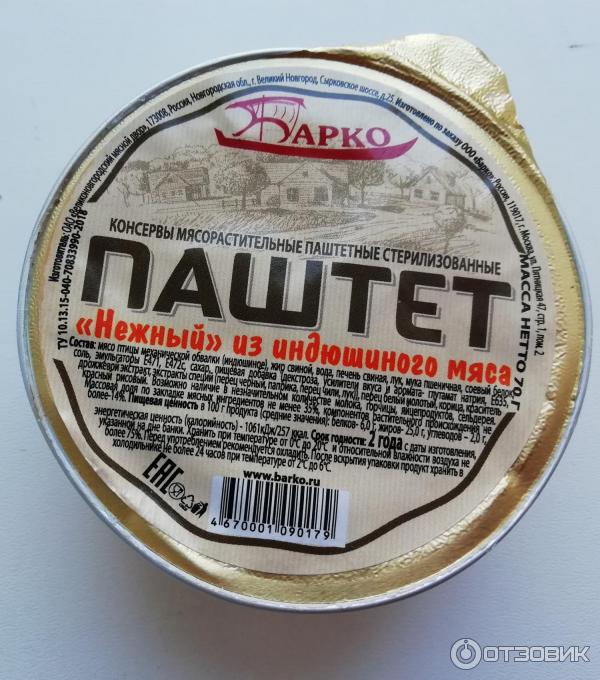 Изготовитель: ОАО «Великоновгородский мясной двор», 173008, Россия, Новгородская обл., г. Великий Новгород, Сырковское шоссе, д.25. Изготовлено по заказу ООО «Барко», Россия, 119017, г. Москва, ул. Пятницкая 47, стр. 1, пом. 2
ТУ 10.13.15-040-70833990-2018
БАРКО
КОНСЕРВЫ МЯСОРАСТИТЕЛЬНЫЕ ПАШТЕТНЫЕ СТЕРИЛИЗОВАННЫЕ
ПАШТЕТ
«Нежный» из индюшиного мяса
МАССА НЕТТО 70 Г
Состав: мясо птицы механической обвалки (индюшиное), жир свиной, вода, печень свиная, лук, мука пшеничная, соевый белок,
соль, эмульгаторы Е471, Е472с, сахар, пищевая добавка (декстроза, усилители вкуса и аромата- глутамат натрия, Е635,
дрожжевой экстракт, экстракты специй (перец черный, паприка, перец чили, лук)), перец белый молотый, корица, краситель
красный рисовый. Возможно наличие в незначительном количестве молока, горчицы, яйцепродуктов, сельдерея.
Массовая доля по закладке мясных ингредиентов не менее 35%, компонентов растительного происхождения, не
более-14%. Пищевая ценность в 100 г продукта (средние значения): белков- 6,0 г, жиров- 25,0 г, углеводов – 2,0 г,
энергетическая ценность (калорийность) - 1061кДж/257 ккал. Срок годности: 2 года с даты изготовления,
указанной на дне банки. Хранить при температуре от 0°С до 20°С и относительной влажности воздуха не
более 75%. Перед употреблением рекомендуется охладить. После вскрытия упаковки продукт хранить в
холодильнике не более 24 часов при температуре от 2°С до 6°С.
www.barko.ru
EAC
4 670001 090179
ОТЗОВИК